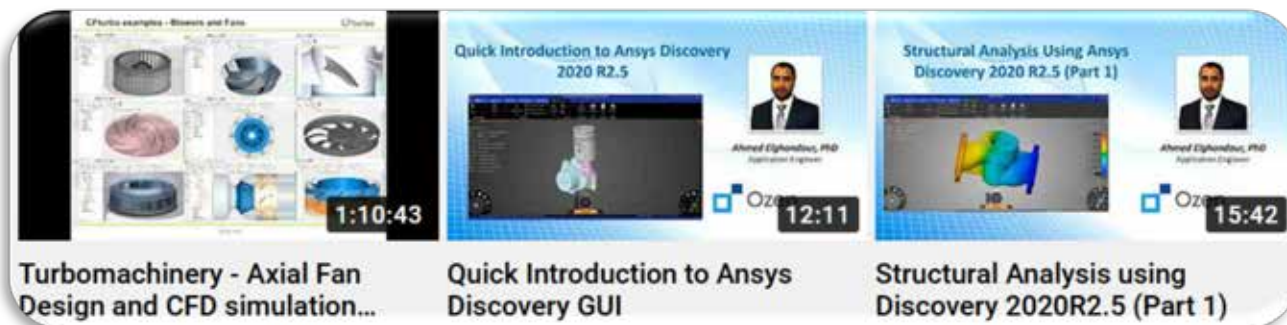 CFturbo examples - Blowers and Fans
CFturbo
1:10:43
Turbomachinery - Axial Fan
Design and CFD simulation...
Quick Introduction to Ansys Discovery
2020 R2.5
Ahmed Elghandour, PhD
Application Engineer
Ozen
12:11
Quick Introduction to Ansys
Discovery GUI
Structural Analysis Using Ansys
Discovery 2020 R2.5 (Part 1)
Ahmed Elghandour, PhD
Application Engineer
15:42
Structural Analysis using
Discovery 2020R2.5 (Part 1)